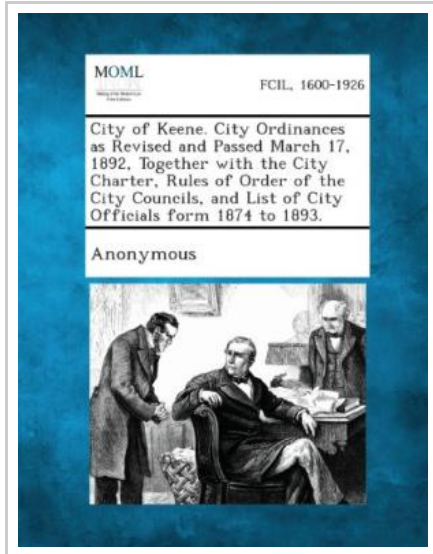 MOML
FCIL, 1600-1926
City of Keene. City Ordinances
as Revised and Passed March 17,
1892, Together with the City
Charter, Rules of Order of the
City Councils, and List of City
Officials form 1874 to 1893.
Anonymous